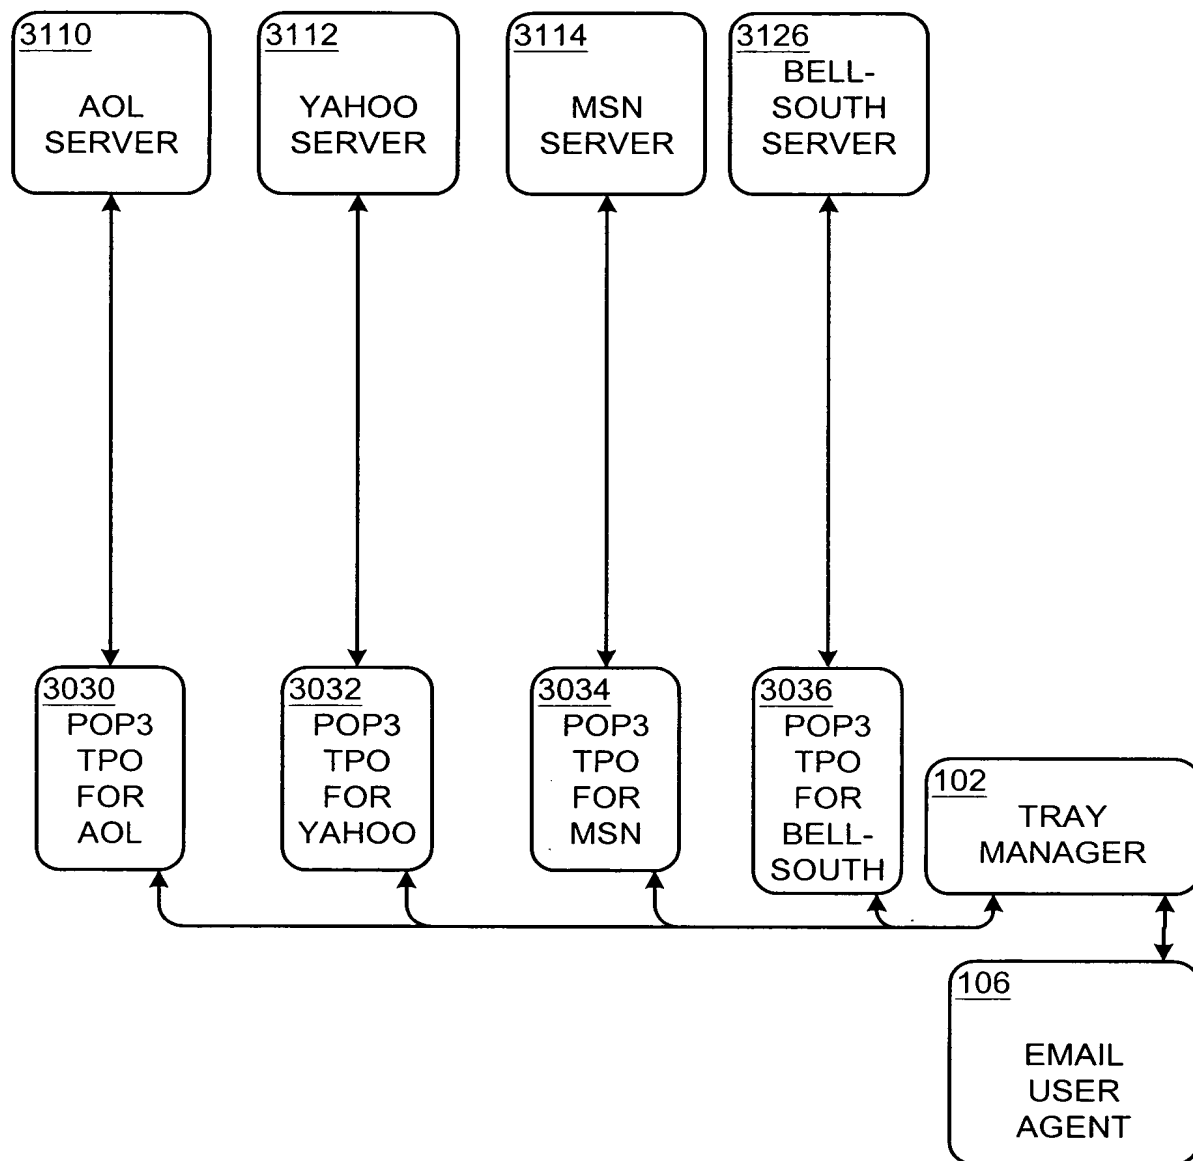 3110
AOL
SERVER
3112
YAHOO
SERVER
3114
MSN
SERVER
3126
BELL-
SOUTH
SERVER
3030
POP3
TPO
FOR
AOL
3032
POP3
TPO
FOR
YAHOO
3034
POP3
TPO
FOR
MSN
3036
POP3
TPO
FOR
BELL-
SOUTH
102
TRAY
MANAGER
106
EMAIL
USER
AGENT